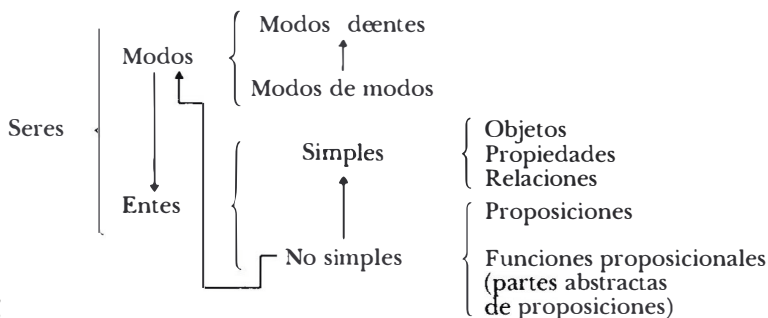 Modos deentes
Modos
Modos de modos
Seres
Objetos
Simples
Propiedades
Relaciones
Entes
Proposiciones
No simples
Funciones proposicionales
(partes abstractas
de proposiciones)